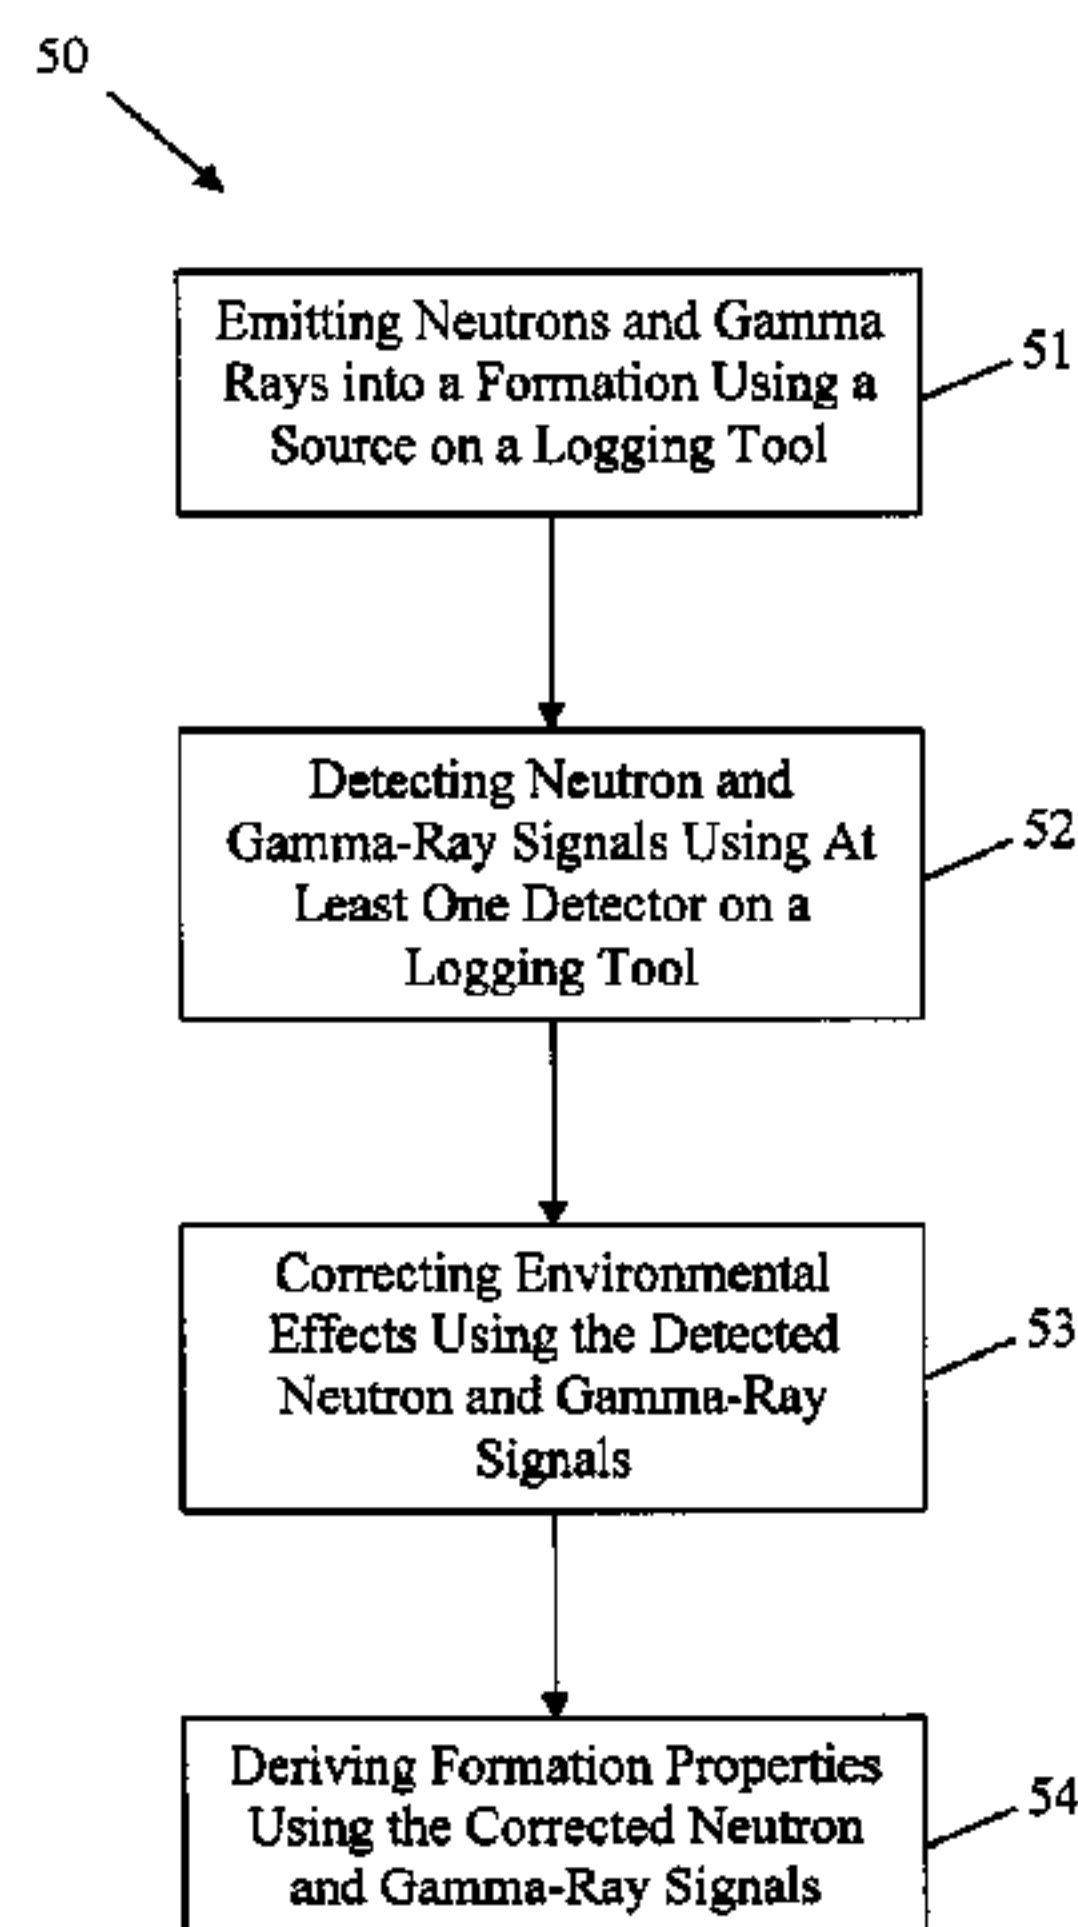 50
Emitting Neutrons and Gamma
Rays into a Formation Using a
Source on a Logging Tool
51
Detecting Neutron and
Gamma-Ray Signals Using At
Least One Detector on a
Logging Tool
52
Correcting Environmental
Effects Using the Detected
Neutron and Gamma-Ray
Signals
53
Deriving Formation Properties
Using the Corrected Neutron
and Gamma-Ray Signals
54